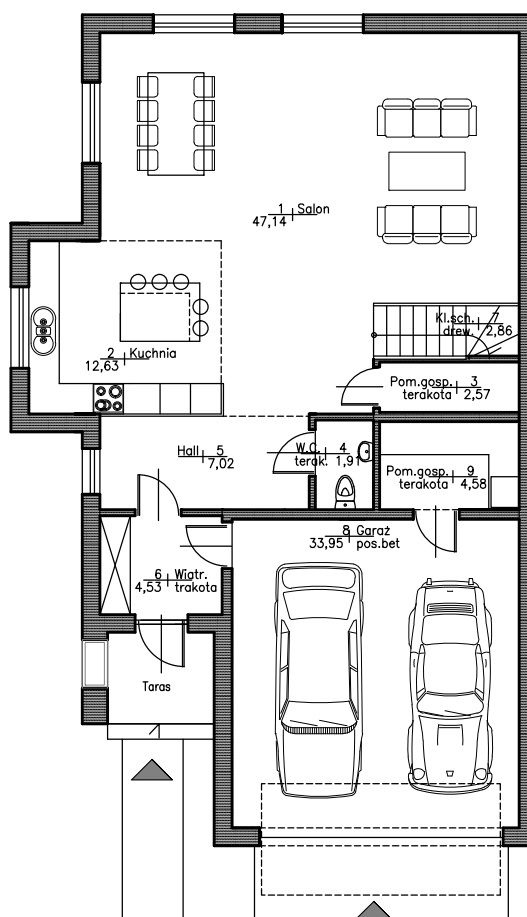 1 Salon
47,14
Kl.sch. 7
drew. 2,86
2 Kuchnia
12,63
Pom.gosp. 3
terakota 2,57
Hall 5
7,02
W.C. 4
terak. 1,91
Pom.gosp. 9
terakota 4,58
8 Garaż
33,95 pos.bet
6 Wiatr.
4,53 trakota
Taras